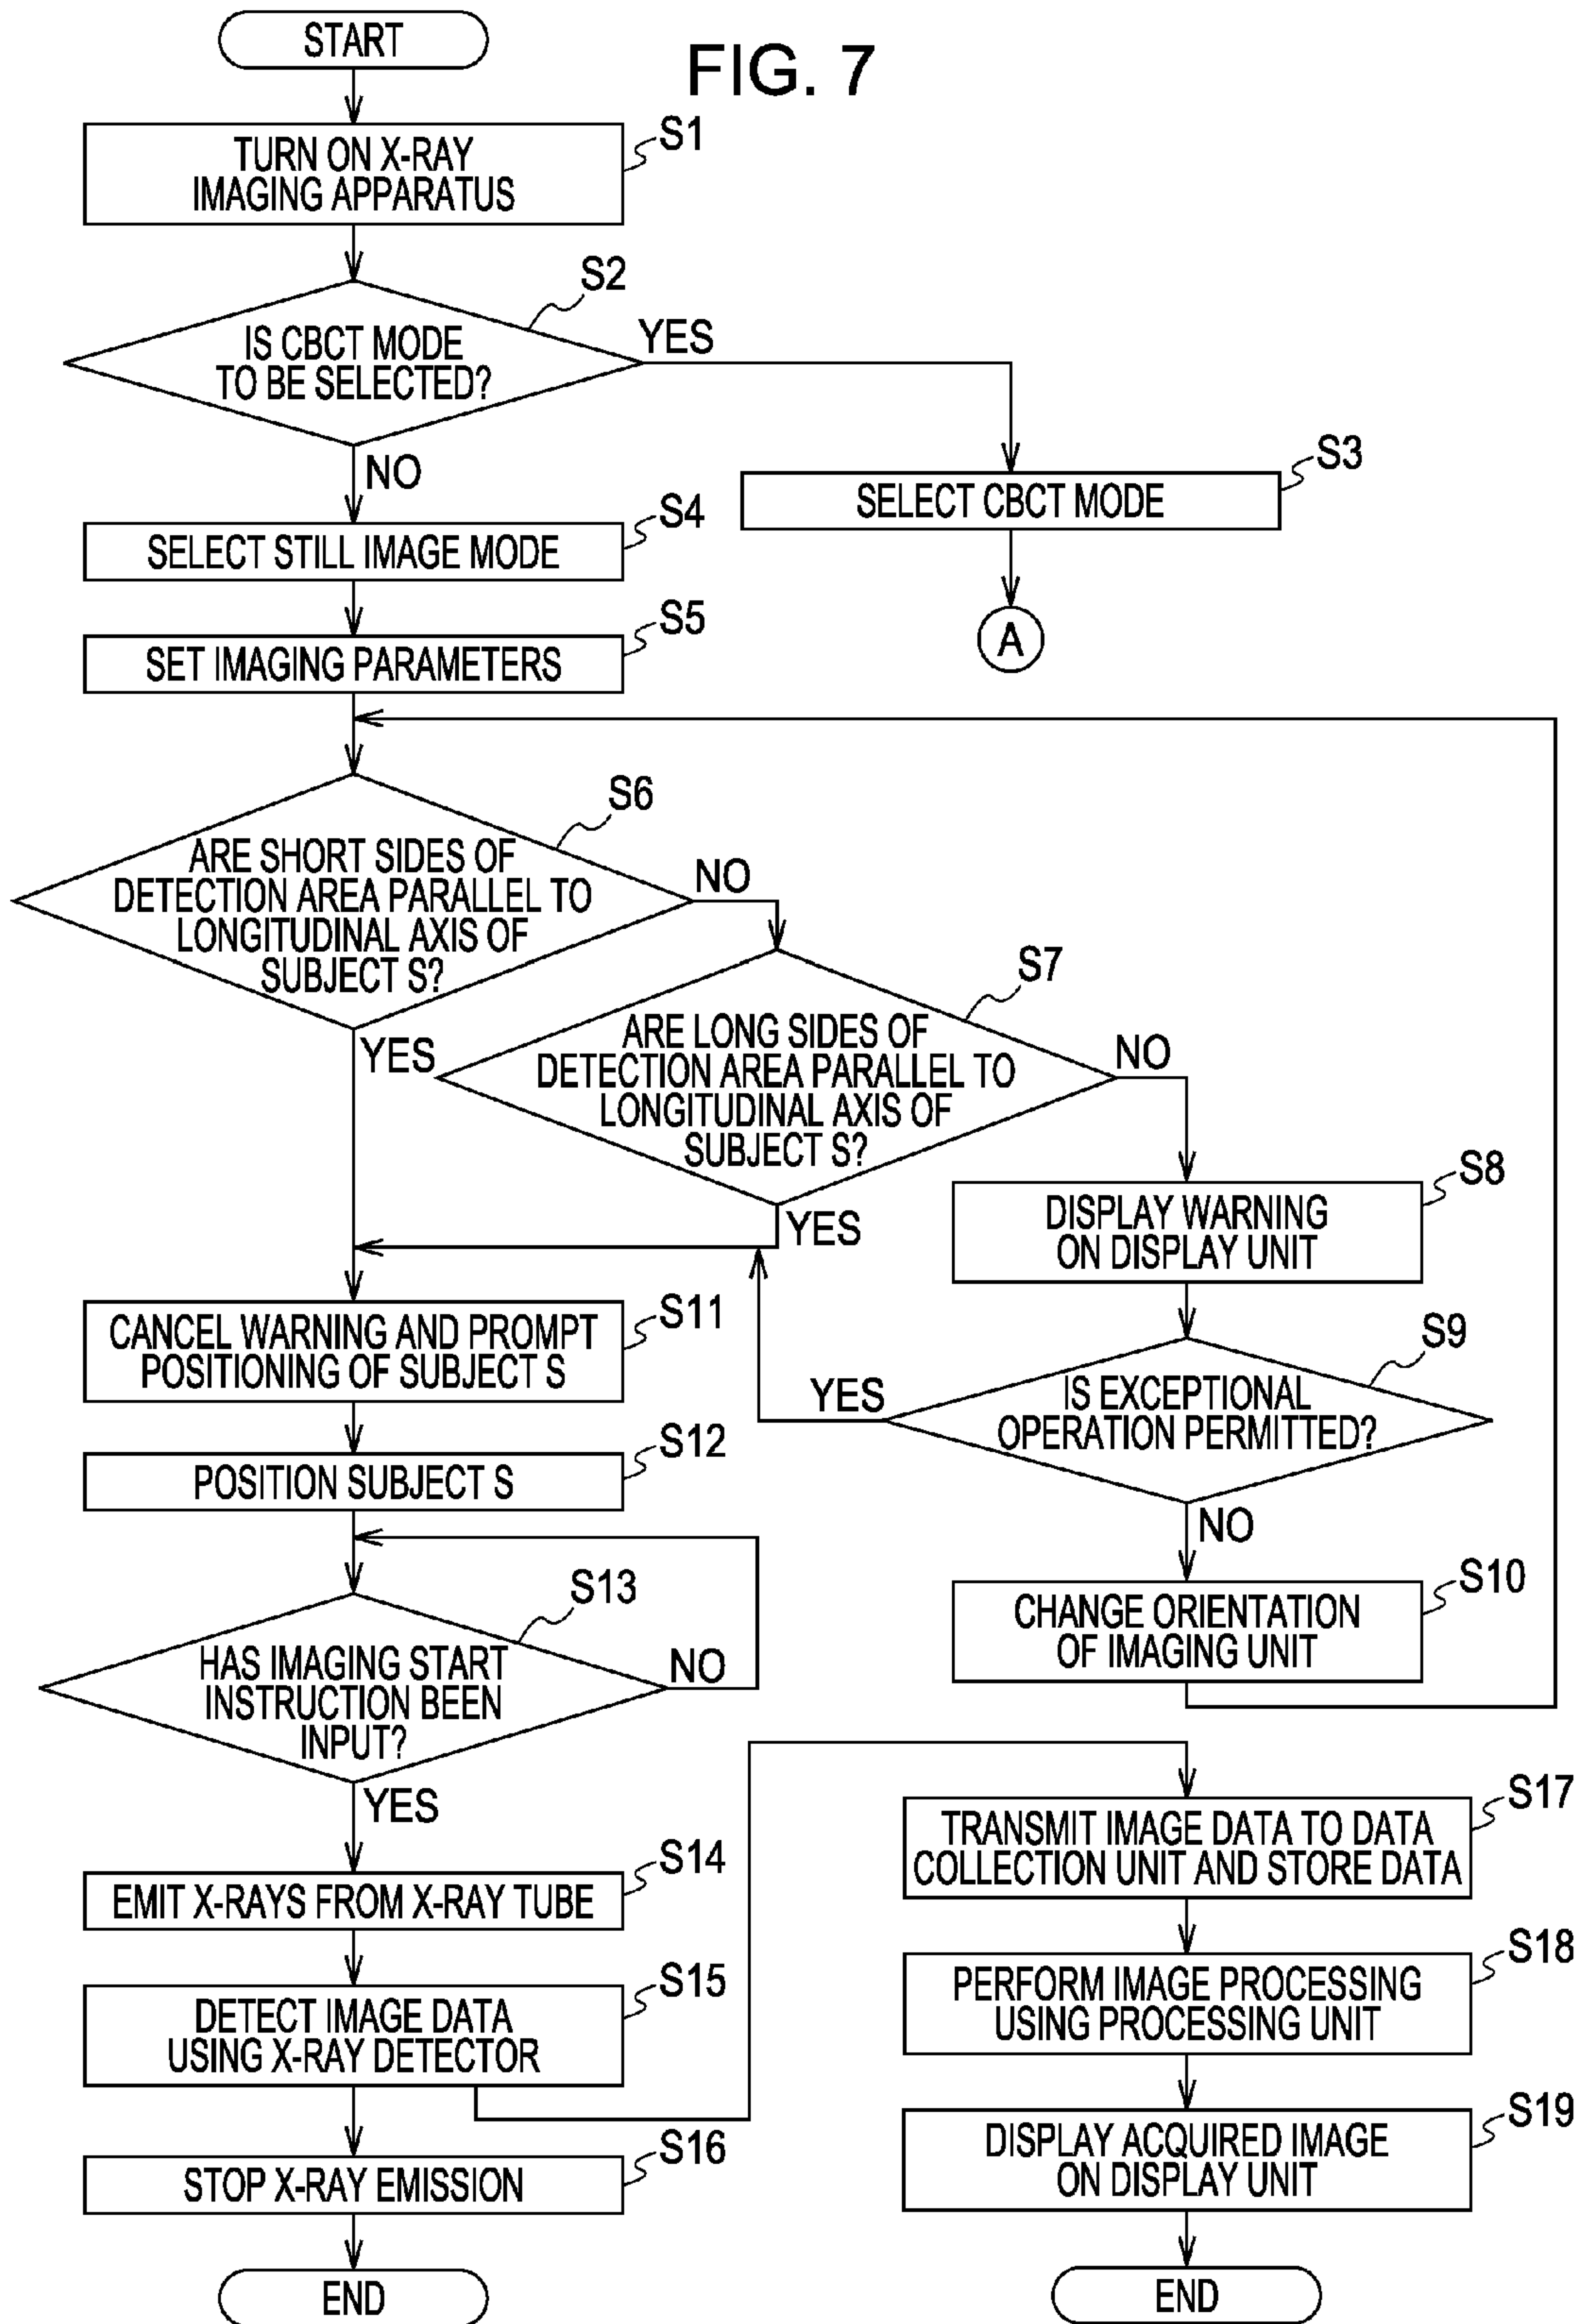 START
FIG. 7
TURN ON X-RAY
IMAGING APPARATUS
S1
IS CBCT MODE
TO BE SELECTED?
S2
YES
NO
SELECT CBCT MODE
S3
A
SELECT STILL IMAGE MODE
S4
SET IMAGING PARAMETERS
S5
ARE SHORT SIDES OF
DETECTION AREA PARALLEL TO
LONGITUDINAL AXIS OF
SUBJECT S?
S6
NO
YES
ARE LONG SIDES OF
DETECTION AREA PARALLEL TO
LONGITUDINAL AXIS OF
SUBJECT S?
S7
NO
YES
DISPLAY WARNING
ON DISPLAY UNIT
S8
IS EXCEPTIONAL
OPERATION PERMITTED?
S9
YES
NO
CHANGE ORIENTATION
OF IMAGING UNIT
S10
CANCEL WARNING AND PROMPT
POSITIONING OF SUBJECT S
S11
POSITION SUBJECT S
S12
HAS IMAGING START
INSTRUCTION BEEN
INPUT?
S13
NO
YES
EMIT X-RAYS FROM X-RAY TUBE
S14
DETECT IMAGE DATA
USING X-RAY DETECTOR
S15
STOP X-RAY EMISSION
S16
END
TRANSMIT IMAGE DATA TO DATA
COLLECTION UNIT AND STORE DATA
S17
PERFORM IMAGE PROCESSING
USING PROCESSING UNIT
S18
DISPLAY ACQUIRED IMAGE
ON DISPLAY UNIT
S19
END